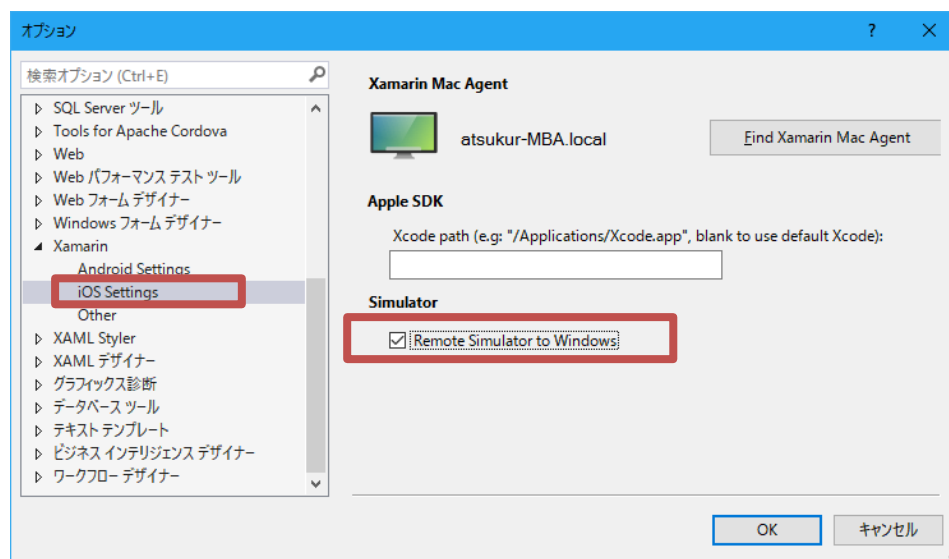 オプション
?
検索オプション (Ctrl+E)
SQL Server ツール
Tools for Apache Cordova
Web
Web パフォーマンス テスト ツール
Web フォーム デザイナー
Windows フォーム デザイナー
Xamarin
Android Settings
iOS Settings
Other
XAML Styler
XAML デザイナー
グラフィックス診断
データベース ツール
テキスト テンプレート
ビジネス インテリジェンス デザイナー
ワークフロー デザイナー
Xamarin Mac Agent
atsukur-MBA.local
Find Xamarin Mac Agent
Apple SDK
Xcode path (e.g: "/Applications/Xcode.app", blank to use default Xcode):
Simulator
Remote Simulator to Windows
OK
キャンセル